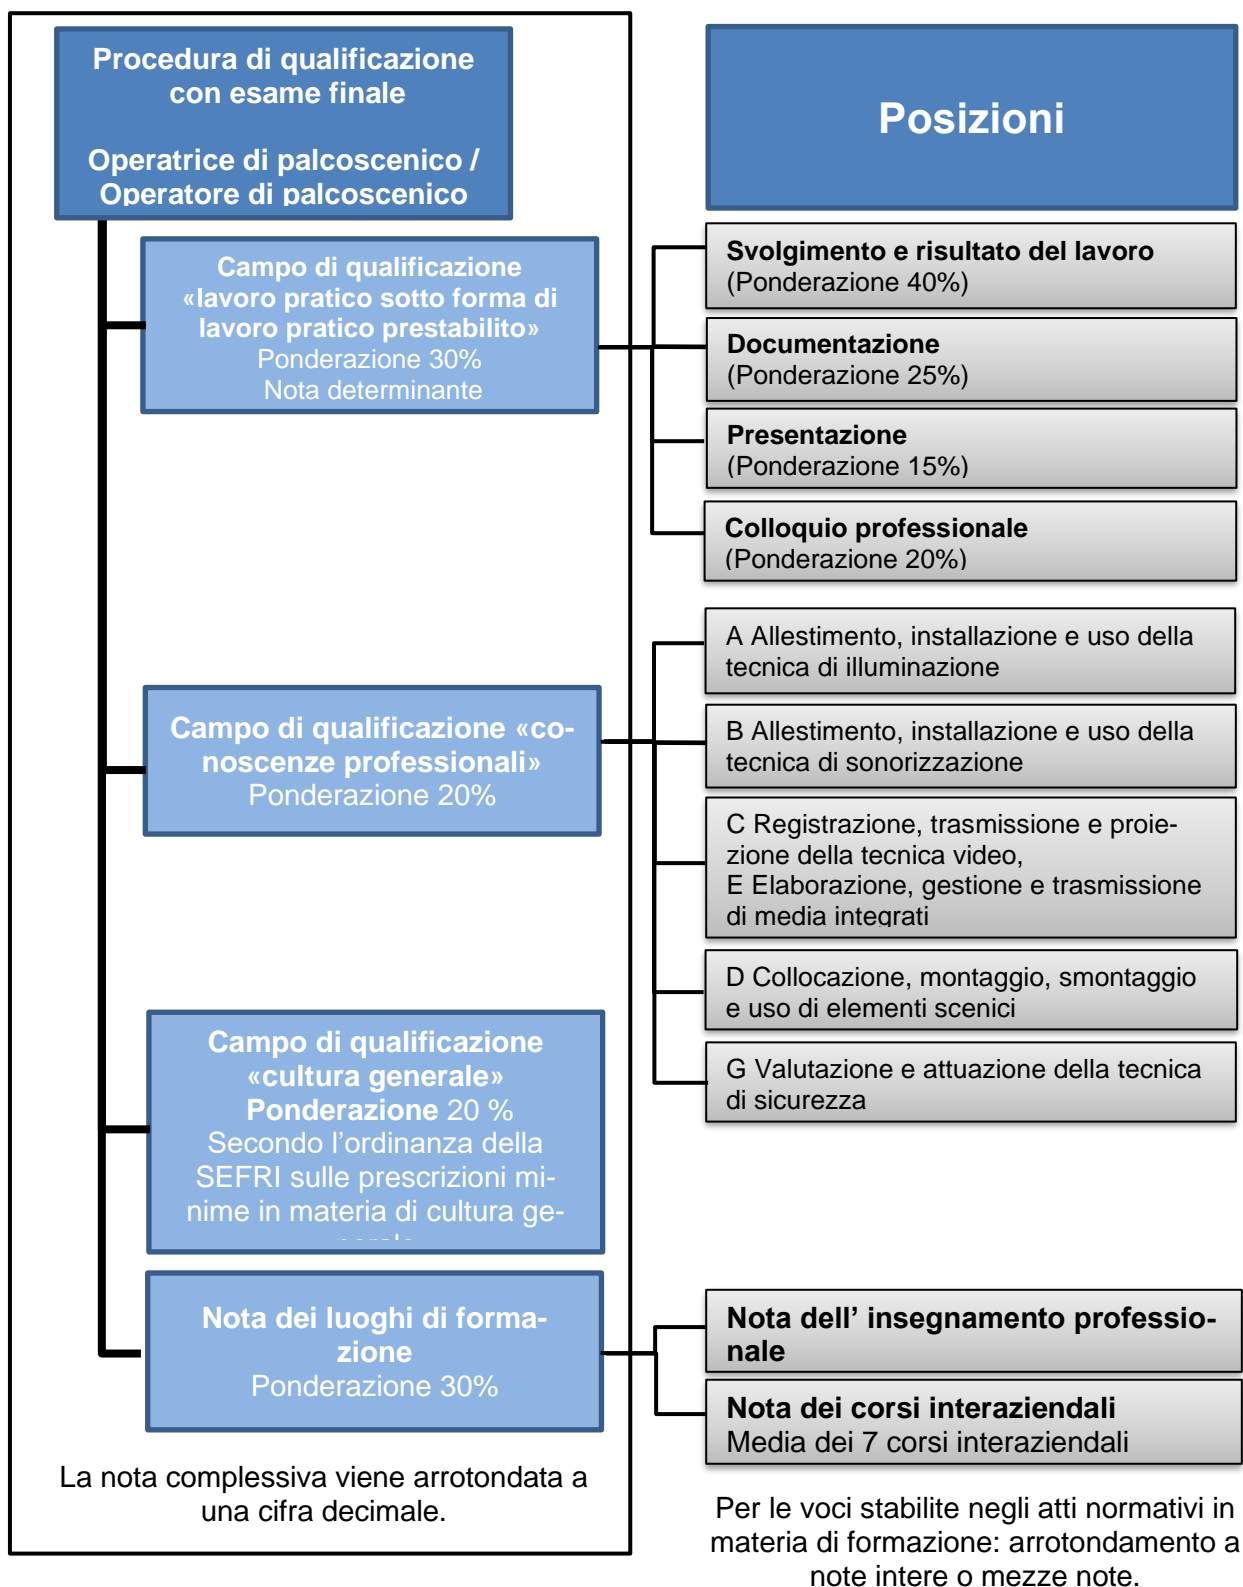 Procedura di qualificazione
con esame finale
Operatrice di palcoscenico /
Operatore di palcoscenico
Campo di qualificazione
«lavoro pratico sotto forma di
lavoro pratico prestabilito»
Ponderazione 30%
Nota determinante
Campo di qualificazione «co-
noscenze professionali»
Ponderazione 20%
Campo di qualificazione
«cultura generale»
Ponderazione 20 %
Secondo l’ordinanza della
SEFRI sulle prescrizioni mi-
nime in materia di cultura ge-
Nota dei luoghi di forma-
zione
Ponderazione 30%
La nota complessiva viene arrotondata a
una cifra decimale.
Posizioni
Svolgimento e risultato del lavoro
(Ponderazione 40%)
Documentazione
(Ponderazione 25%)
Presentazione
(Ponderazione 15%)
Colloquio professionale
(Ponderazione 20%)
A Allestimento, installazione e uso della
tecnica di illuminazione
B Allestimento, installazione e uso della
tecnica di sonorizzazione
C Registrazione, trasmissione e proie-
zione della tecnica video,
E Elaborazione, gestione e trasmissione
di media integrati
D Collocazione, montaggio, smontaggio
e uso di elementi scenici
G Valutazione e attuazione della tecnica
di sicurezza
Nota dell’ insegnamento professio-
nale
Nota dei corsi interaziendali
Media dei 7 corsi interaziendali
Per le voci stabilite negli atti normativi in
materia di formazione: arrotondamento a
note intere o mezze note.